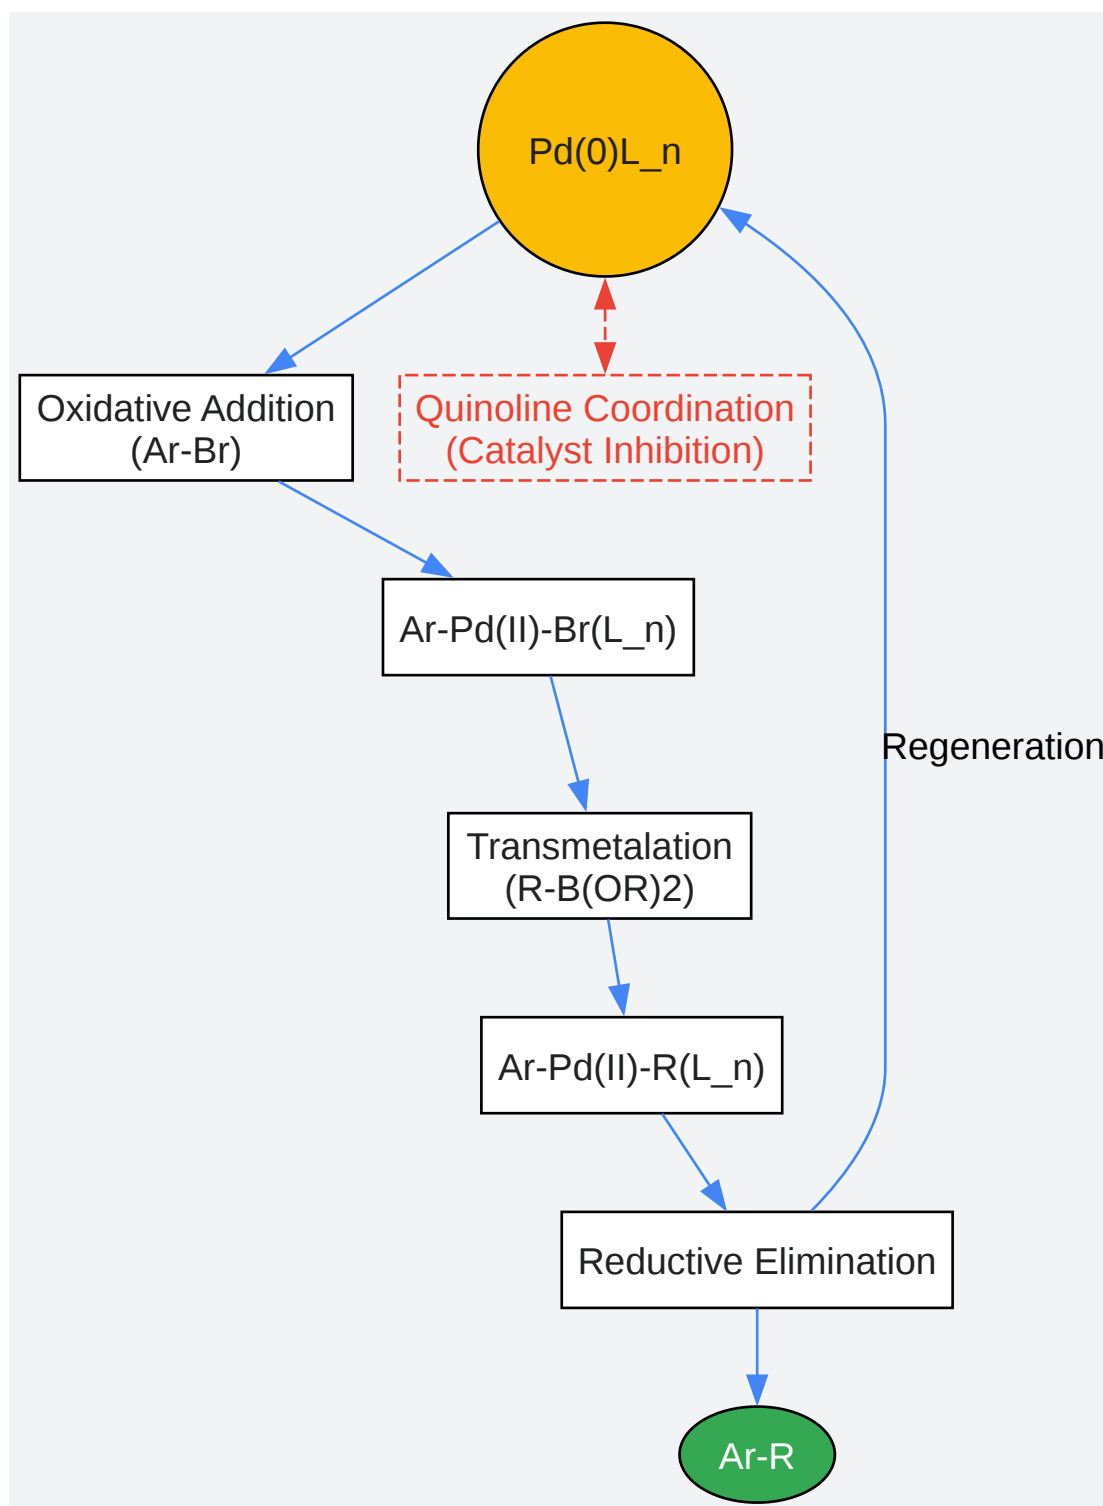 Pd(0)L_n
Oxidative Addition
(Ar-Br)
Quinoline Coordination
(Catalyst Inhibition)
Ar-Pd(II)-Br(L_n)
Regeneration
Transmetalation
(R-B(OR)2)
Ar-Pd(II)-R(L_n)
Reductive Elimination
Ar-R